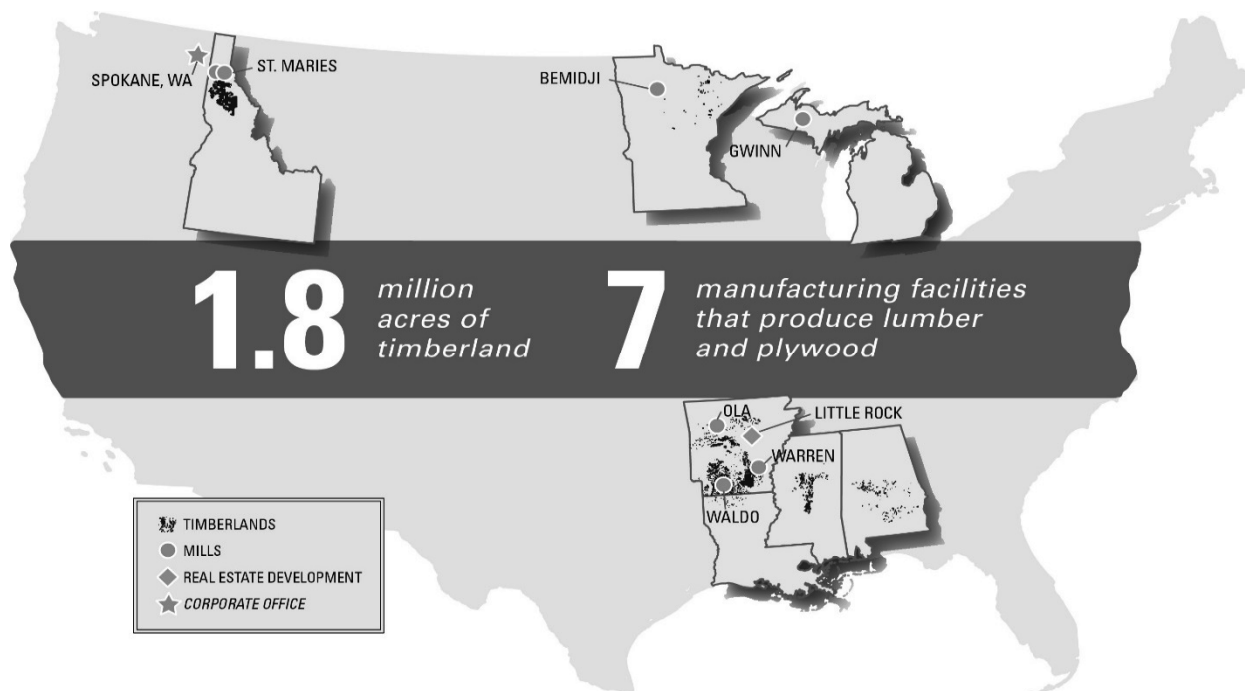 SPOKANE, WA
ST. MARIES
BEMIDJI
GWINN
1.8
million
acres of
timberland
7
manufacturing facilities
that produce lumber
and plywood
OLA
LITTLE ROCK
WARREN
WALDO
TIMBERLANDS
MILLS
REAL ESTATE DEVELOPMENT
CORPORATE OFFICE